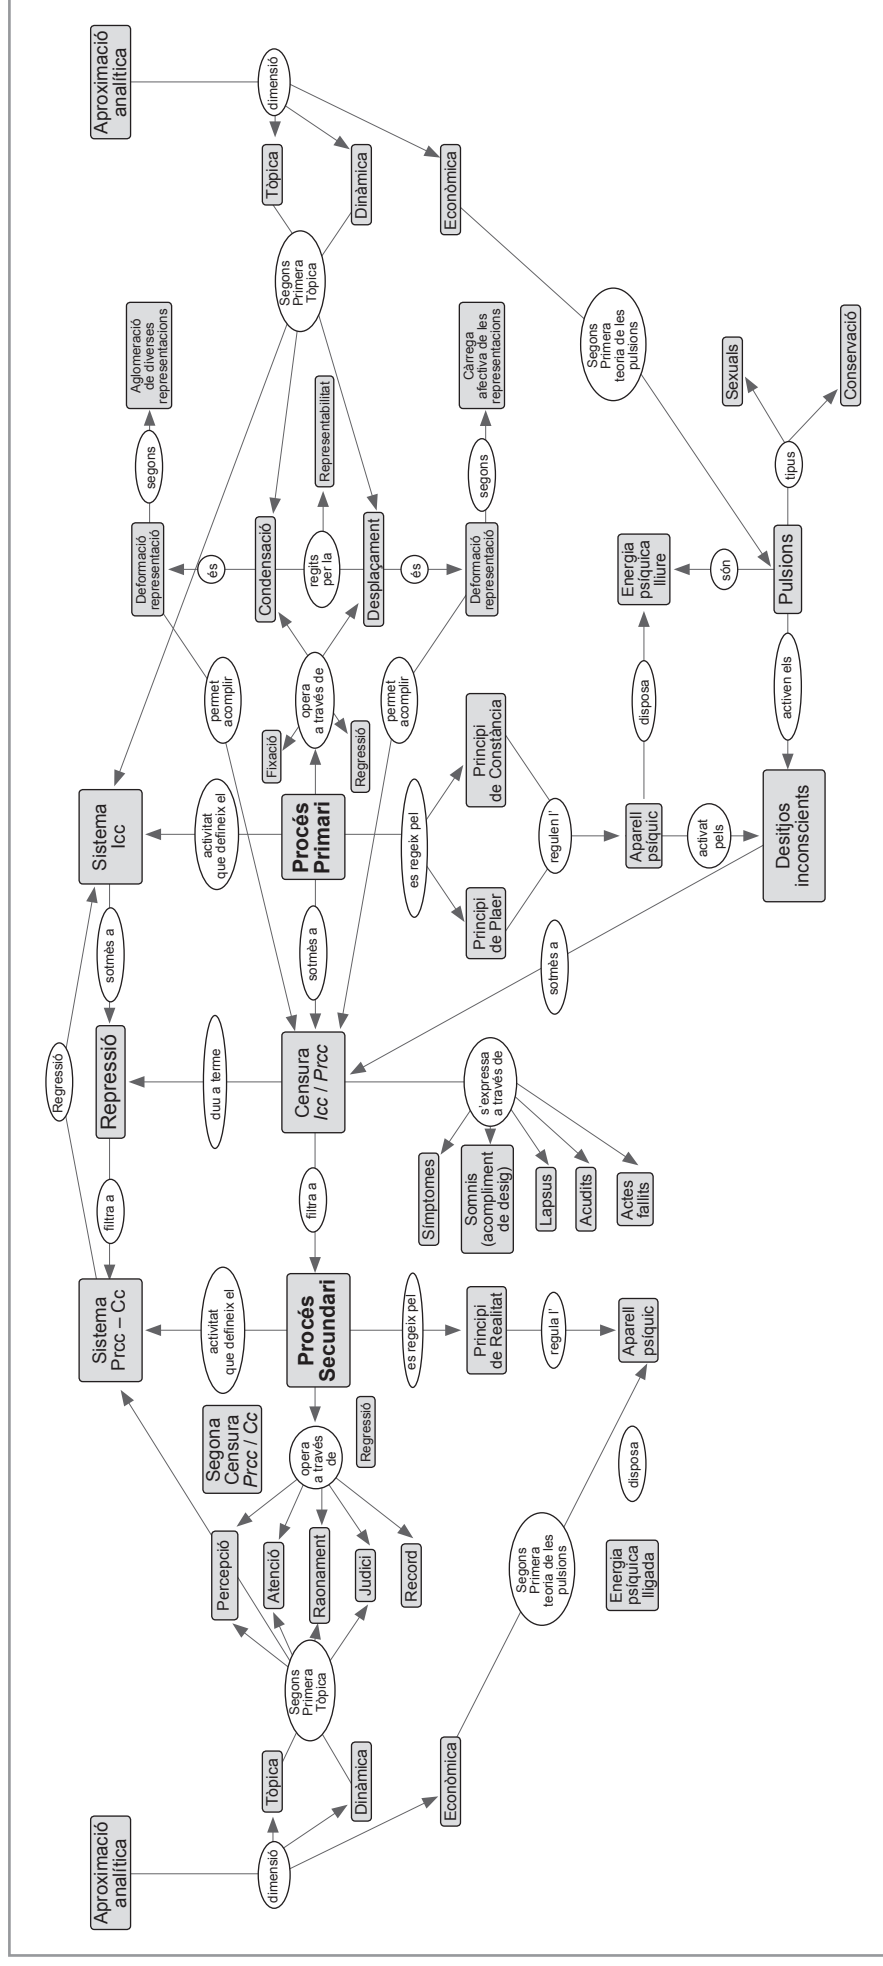 Regressió
Aproximació
analítica
Sistema
Prcc – Cc
filtra a
Repressió
sotmès a
Sistema
Icc
Aproximació
analítica
Deformació
representació
segons
Aglomeració
de diverses
representacions
activitat
que defineix el
duu a terme
activitat
que defineix el
permet
acomplir
és
Segona
Censura
Prcc / Cc
Percepció
dimensió
Tòpica
Atenció
Fixació
Condensació
Tòpica
dimensió
Segons
Primera
Tòpica
Raonament
opera
a través
de
Procés
Secundari
filtra a
Censura
Icc / Prcc
sotmès a
Procés
Primari
opera
a través de
regits
per la
Representabilitat
Segons
Primera
Tòpica
Dinàmica
Judici
Regressió
Regressió
Desplaçament
Dinàmica
Record
es regeix pel
Símptomes
es regeix pel
permet
acomplir
és
Econòmica
Econòmica
Principi
de Realitat
Somnis
(acompliment
de desig)
s'expressa
a través de
Principi
de Plaer
Principi
de Constància
Deformació
representació
segons
Càrrega
afectiva de les
representacions
Segons
Primera
teoria de les
pulsions
regula l'
Lapsus
sotmès a
regulen l'
Acudits
Segons
Primera
teoria de les
pulsions
Energia
psíquica
lligada
disposa
Aparell
psíquic
Actes
fallits
Aparell
psíquic
disposa
Energia
psíquica
lliure
activat
pels
són
Sexuals
Desitjos
inconscients
activen els
Pulsions
tipus
Conservació